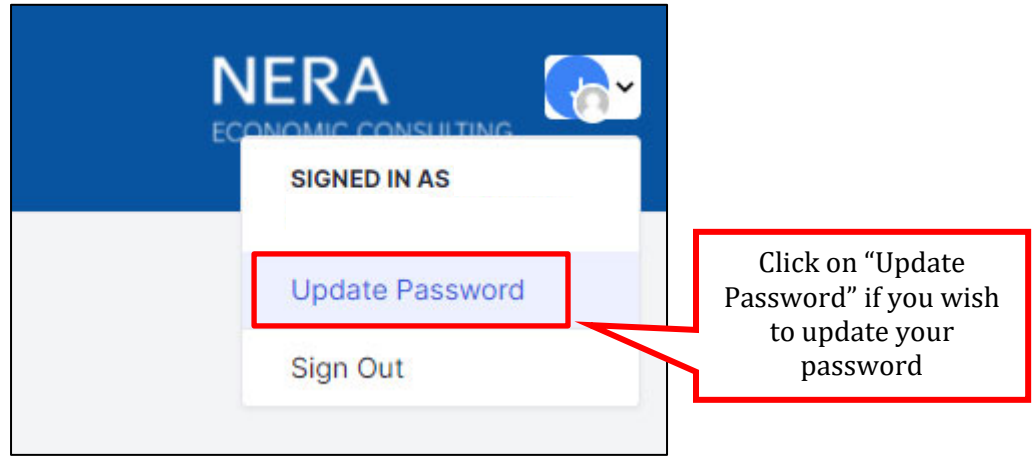 NERA
ECONOMIC CONSULTING
SIGNED IN AS
Update Password
Sign Out
Click on “Update
Password” if you wish
to update your
password